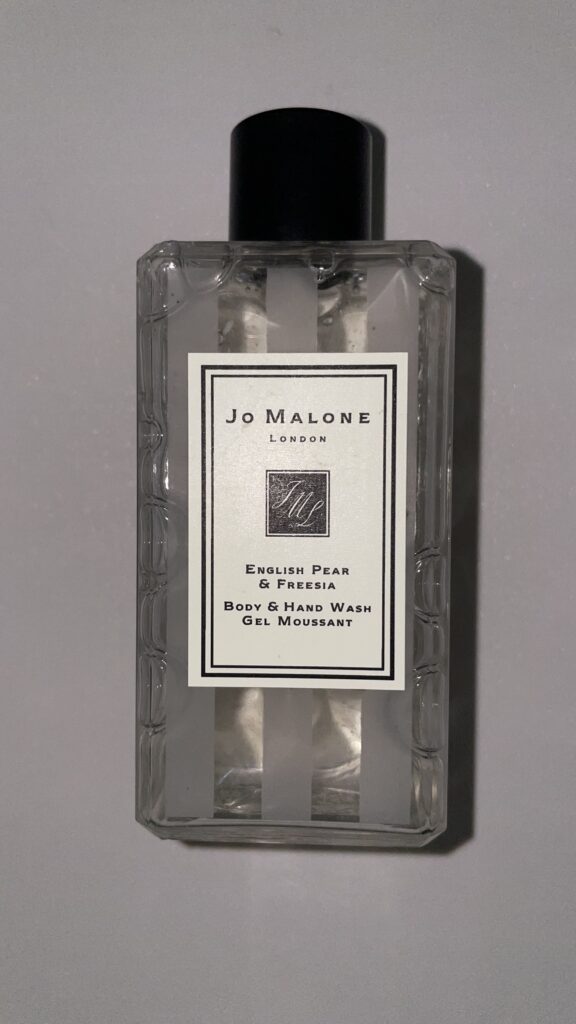 Jo Malone
London
JML
English Pear
& Freesia
Body & Hand Wash
Gel Moussant